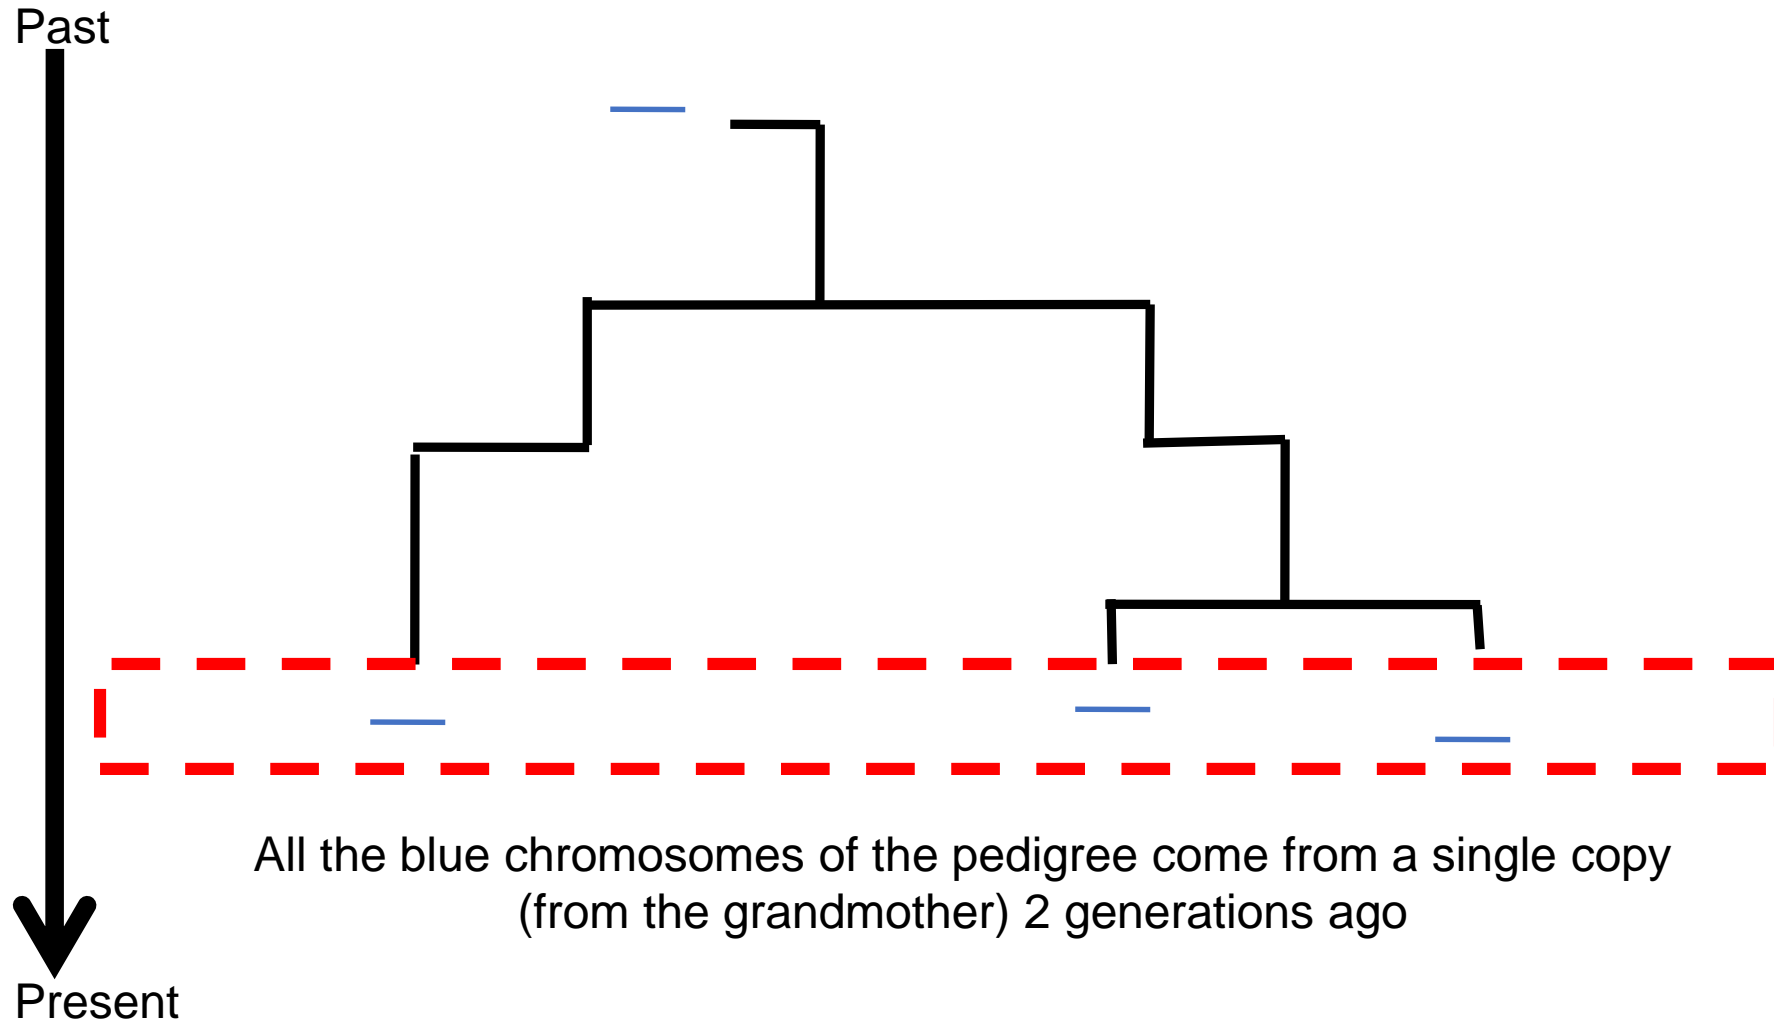 Past
All the blue chromosomes of the pedigree come from a single copy
(from the grandmother) 2 generations ago
Present